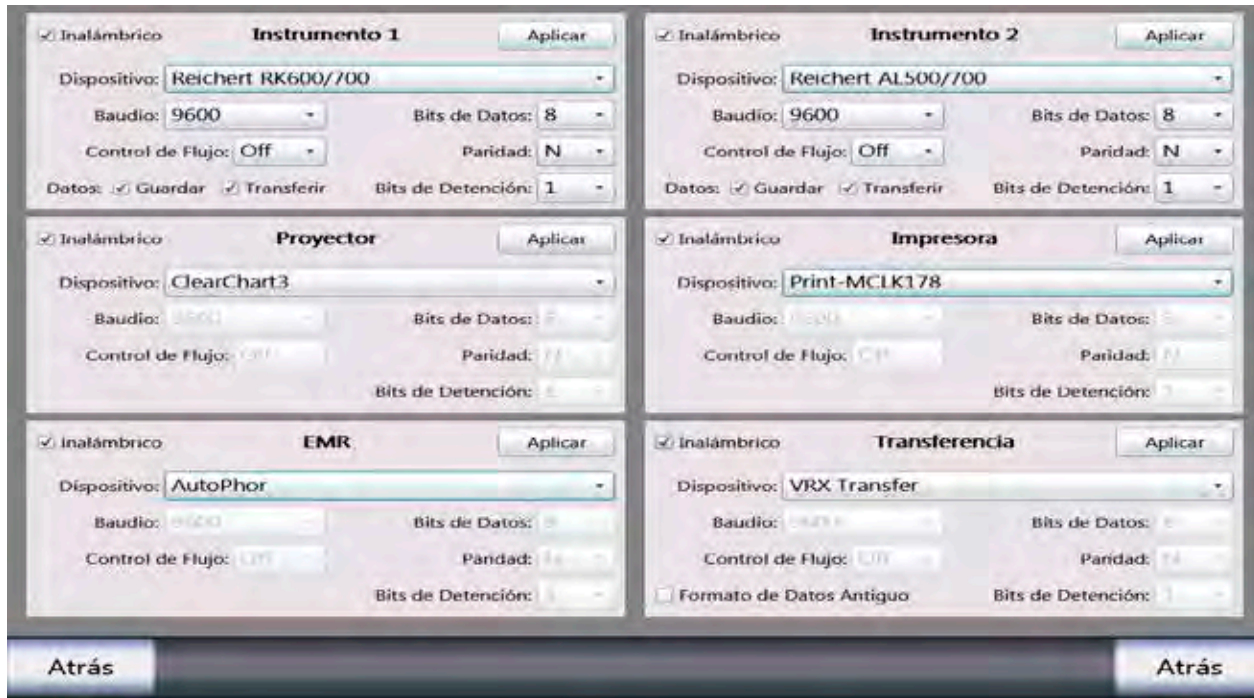 Inalámbrico Instrumento 1 Aplicar
Dispositivo: Reichert RK600/700
Baudio: 9600 Bits de Datos: 8
Control de Flujo: Off Paridad: N
Datos: Guardar Transferir Bits de Detención: 1
Inalámbrico Instrumento 2 Aplicar
Dispositivo: Reichert AL500/700
Baudio: 9600 Bits de Datos: 8
Control de Flujo: Off Paridad: N
Datos: Guardar Transferir Bits de Detención: 1
Inalámbrico Proyector Aplicar
Dispositivo: ClearChart3
Baudio: Bits de Datos:
Control de Flujo: Paridad:
Bits de Detención:
Inalámbrico Impresora Aplicar
Dispositivo: Print-MCLK178
Baudio: Bits de Datos:
Control de Flujo: Paridad:
Bits de Detención:
Inalámbrico EMR Aplicar
Dispositivo: AutoPhor
Baudio: Bits de Datos:
Control de Flujo: Paridad:
Bits de Detención:
Inalámbrico Transferencia Aplicar
Dispositivo: VRX Transfer
Baudio: Bits de Datos:
Control de Flujo: Paridad:
Formato de Datos Antiguo Bits de Detención:
Atrás Atrás